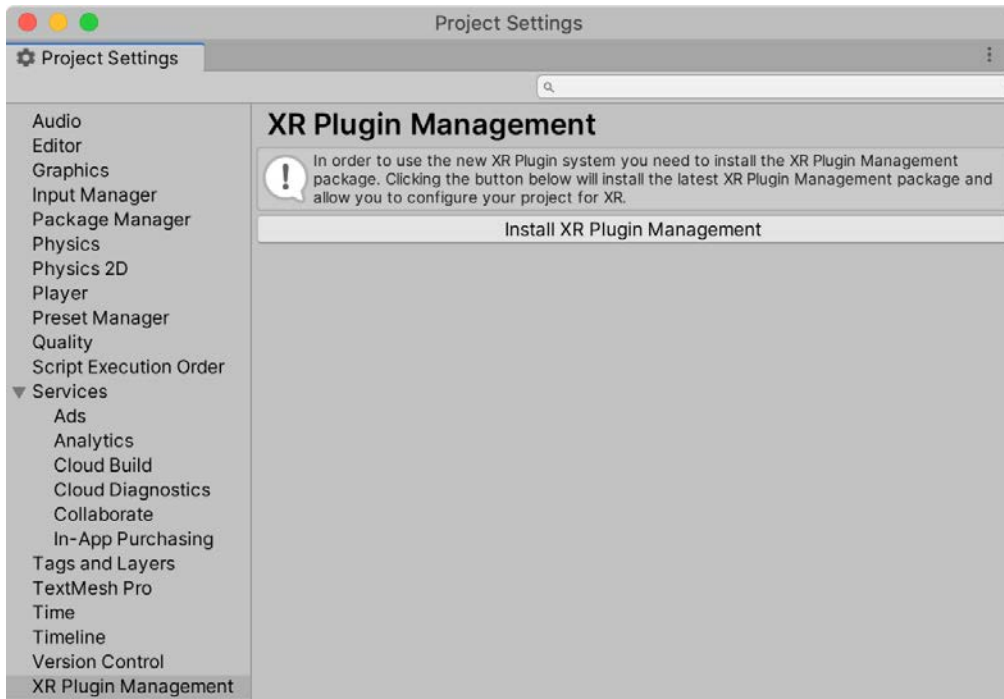 Project Settings
Project Settings
Audio
Editor
Graphics
Input Manager
Package Manager
Physics
Physics 2D
Player
Preset Manager
Quality
Script Execution Order
Services
Ads
Analytics
Cloud Build
Cloud Diagnostics
Collaborate
In-App Purchasing
Tags and Layers
TextMesh Pro
Time
Timeline
Version Control
XR Plugin Management
XR Plugin Management
In order to use the new XR Plugin system you need to install the XR Plugin Management
package. Clicking the button below will install the latest XR Plugin Management package and
allow you to configure your project for XR.
Install XR Plugin Management